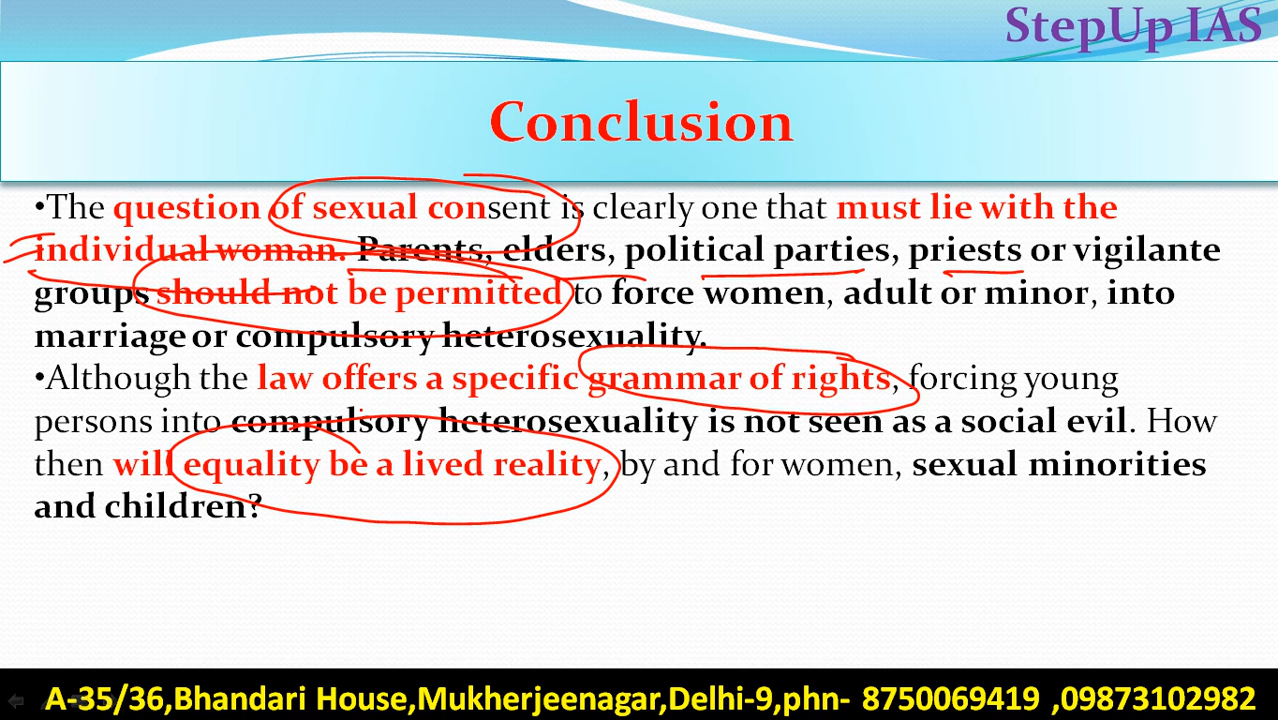 StepUp IAS
Conclusion
•The question of sexual consent is clearly one that must lie with the
individual woman. Parents, elders, political parties, priests or vigilante
groups should not be permitted to force women, adult or minor, into
marriage or compulsory heterosexuality.
•Although the law offers a specific grammar of rights, forcing young
persons into compulsory heterosexuality is not seen as a social evil. How
then will equality be a lived reality, by and for women, sexual minorities
and children?
A-35/36,Bhandari House,Mukherjeenagar,Delhi-9,phn- 8750069419 ,09873102982